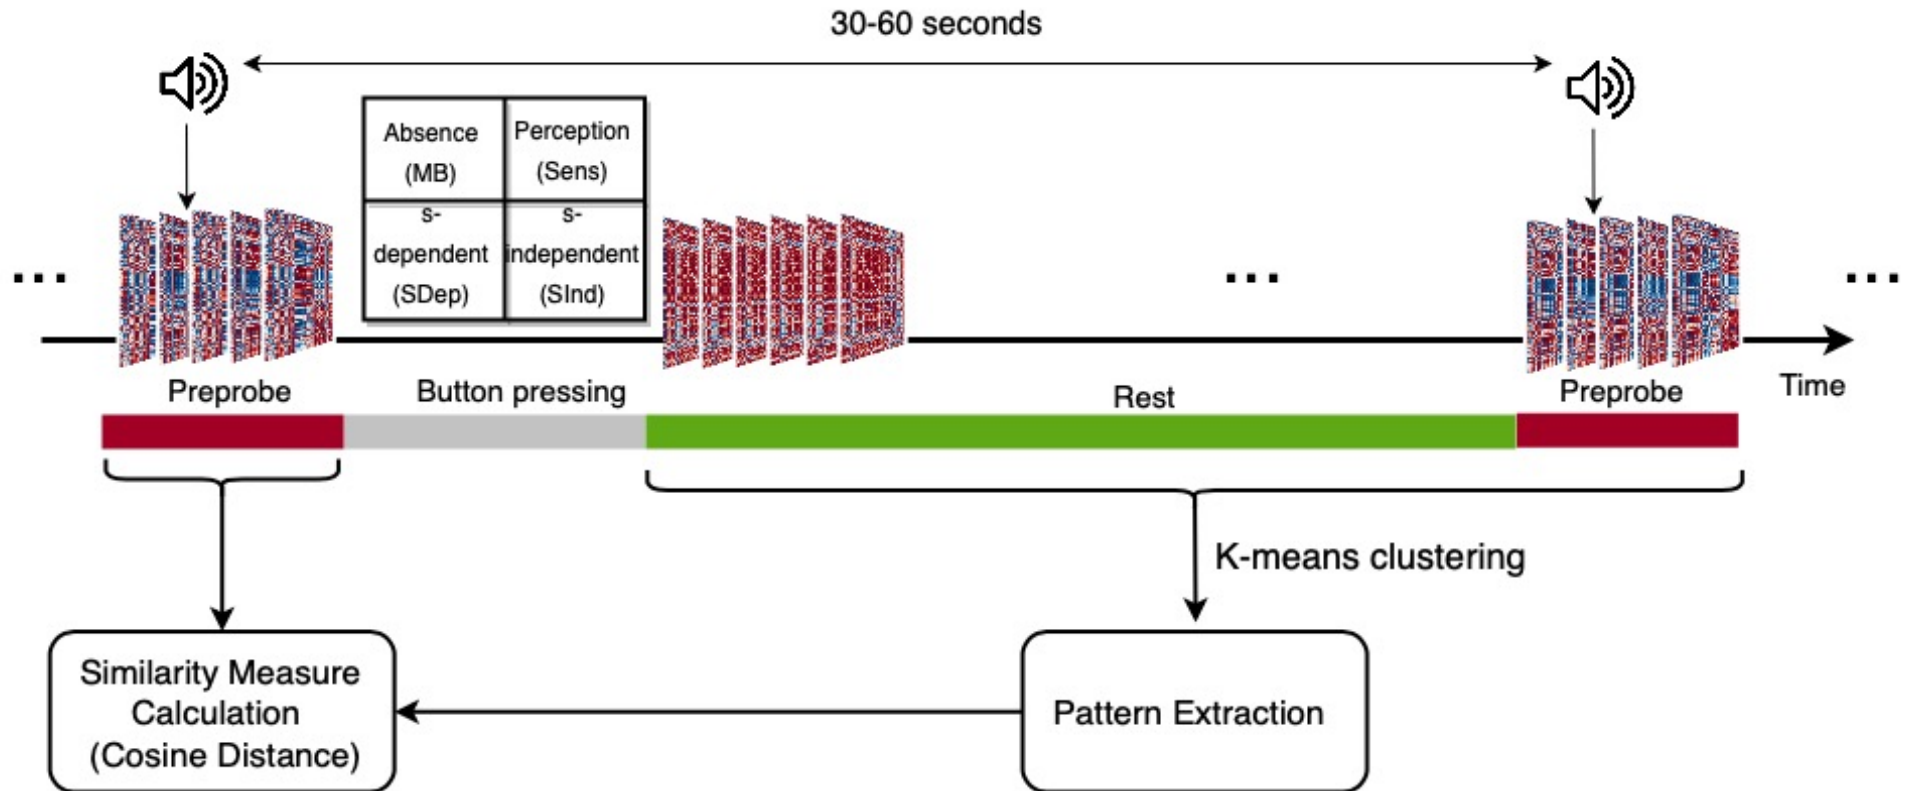 30-60 seconds
Absence
(MB)
Perception
(Sens)
s-
dependent
(SDep)
s-
independent
(SInd)
...
...
...
Preprobe
Button pressing
Rest
Preprobe
Time
K-means clustering
Similarity Measure
Calculation
(Cosine Distance)
Pattern Extraction